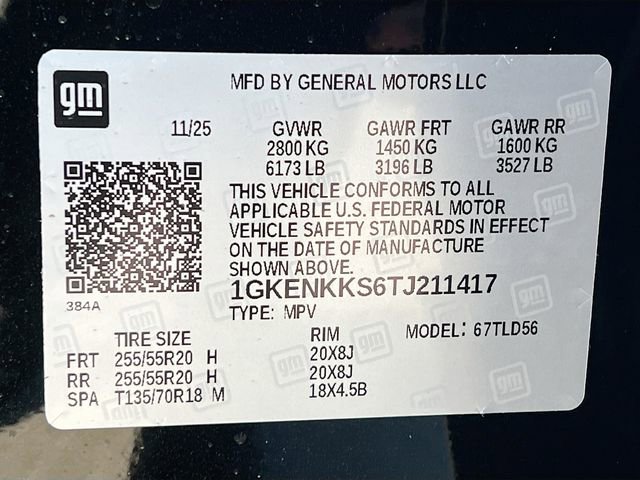 gm
MFD BY GENERAL MOTORS LLC
11/25 GVWR GAWR FRT GAWR RR
2800 KG 1450 KG 1600 KG
6173 LB 3196 LB 3527 LB
THIS VEHICLE CONFORMS TO ALL
APPLICABLE U.S. FEDERAL MOTOR
VEHICLE SAFETY STANDARDS IN EFFECT
ON THE DATE OF MANUFACTURE
SHOWN ABOVE.
1GKENKKS6TJ211417
384A
TYPE: MPV MODEL: 67TLD56
TIRE SIZE RIM
FRT 255/55R20 H 20X8J
RR 255/55R20 H 20X8J
SPA T135/70R18 M 18X4.5B